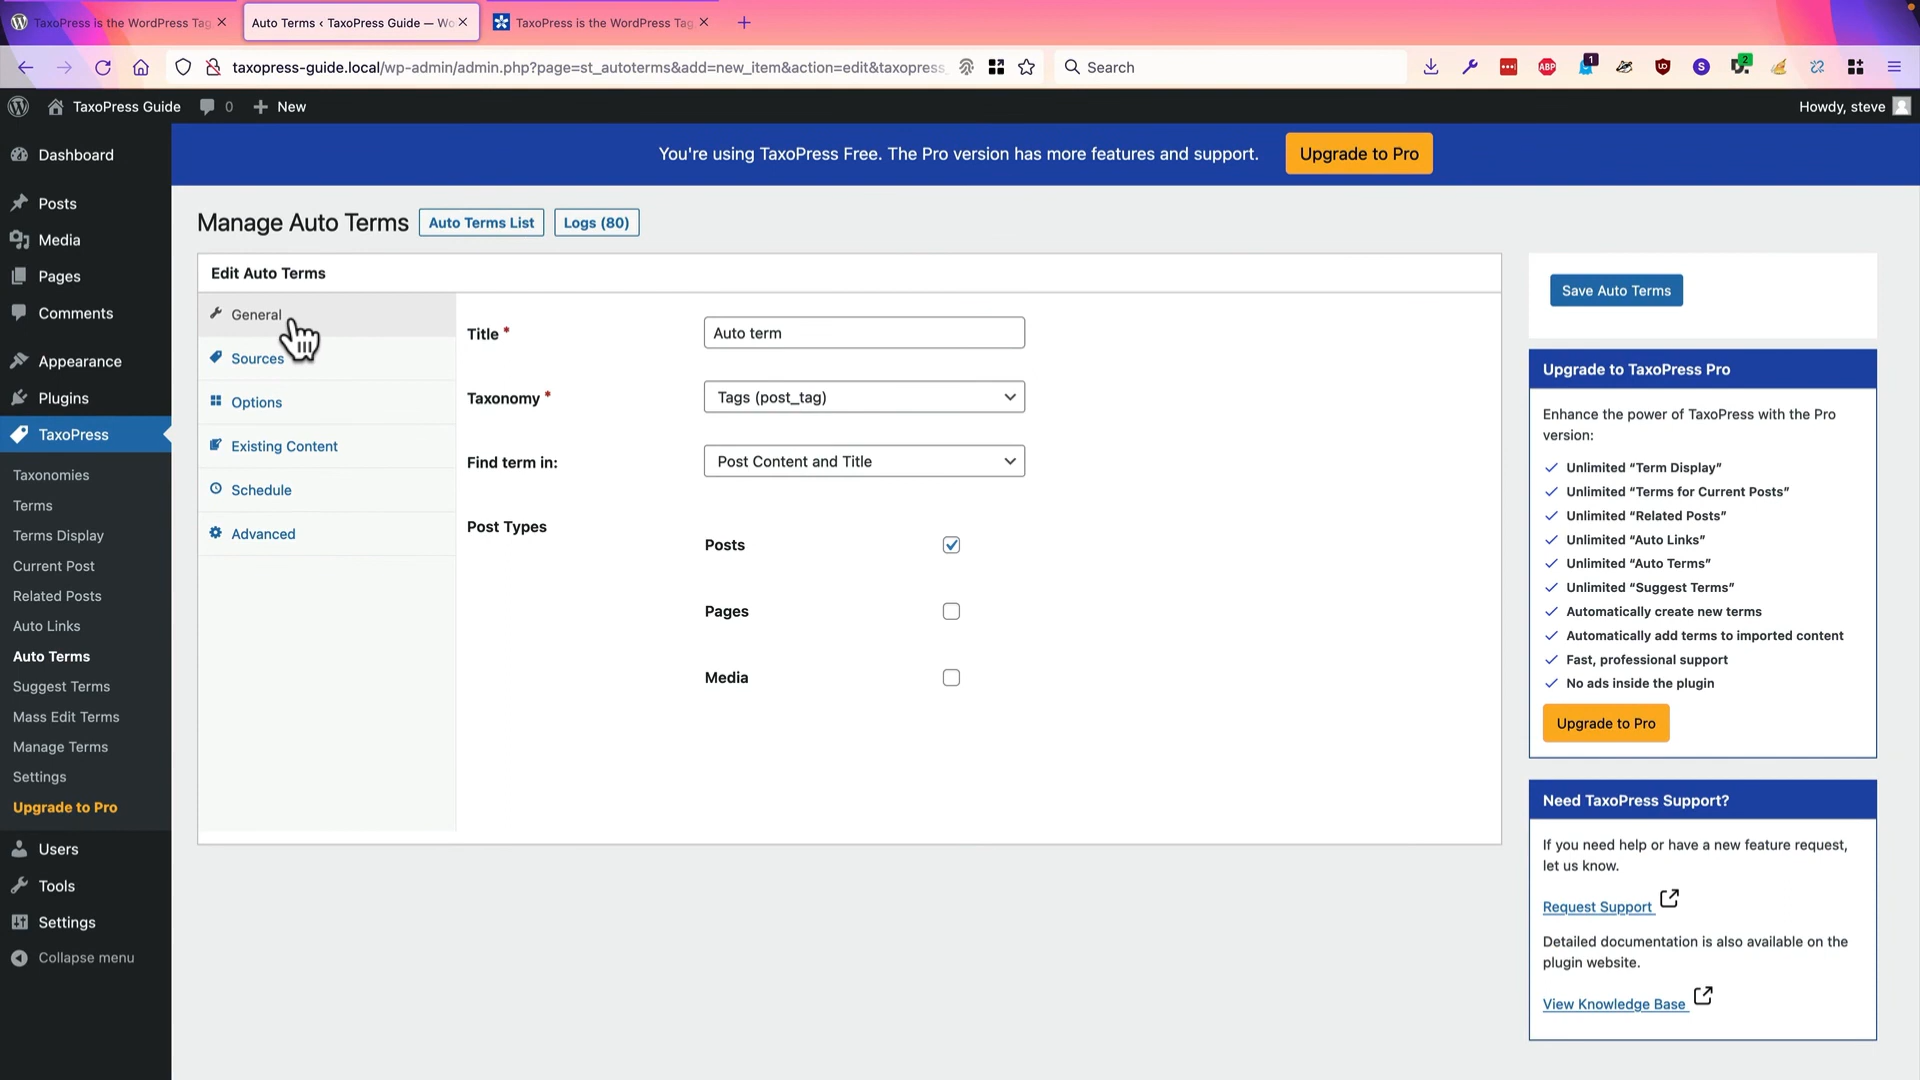 TaxoPress is the WordPress Tag
Auto Terms ‹ TaxoPress Guide — Wo
TaxoPress is the WordPress Tag
taxopress-guide.local/wp-admin/admin.php?page=st_autoterms&add=new_item&action=edit&taxopress_
Search
ABP
1
S
2
TaxoPress Guide
0
New
Howdy, steve
Dashboard
Posts
Media
Pages
Comments
Appearance
Plugins
TaxoPress
Taxonomies
Terms
Terms Display
Current Post
Related Posts
Auto Links
Auto Terms
Suggest Terms
Mass Edit Terms
Manage Terms
Settings
Upgrade to Pro
Users
Tools
Settings
Collapse menu
You're using TaxoPress Free. The Pro version has more features and support.
Upgrade to Pro
Manage Auto Terms
Auto Terms List
Logs (80)
Edit Auto Terms
General
Sources
Options
Existing Content
Schedule
Advanced
Title *
Auto term
Taxonomy *
Tags (post_tag)
Find term in:
Post Content and Title
Post Types
Posts
Pages
Media
Save Auto Terms
Upgrade to TaxoPress Pro
Enhance the power of TaxoPress with the Pro
version:
Unlimited “Term Display”
Unlimited “Terms for Current Posts”
Unlimited “Related Posts”
Unlimited “Auto Links”
Unlimited “Auto Terms”
Unlimited “Suggest Terms”
Automatically create new terms
Automatically add terms to imported content
Fast, professional support
No ads inside the plugin
Upgrade to Pro
Need TaxoPress Support?
If you need help or have a new feature request,
let us know.
Request Support
Detailed documentation is also available on the
plugin website.
View Knowledge Base